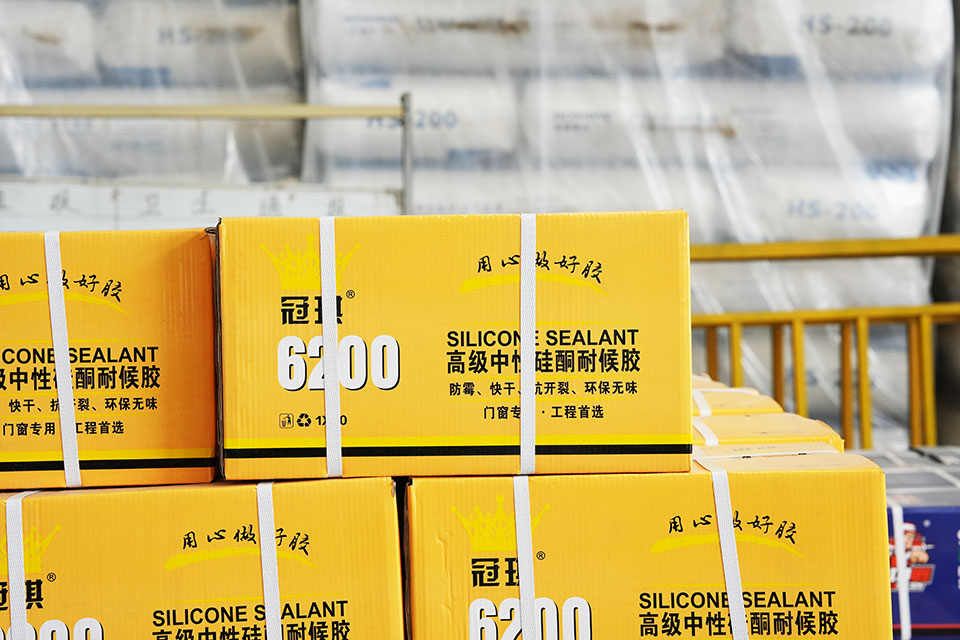 HS-200
HS-200
HS-200
卫生
用心做好胶
SILICONE SEALANT
高级中性硅酮耐候胶
快干、抗开裂、环保无味
门窗专用 · 工程首选
用心做好胶
冠琪®
6200
SILICONE SEALANT
高级中性硅酮耐候胶
防霉、快干、抗开裂、环保无味
门窗专用 · 工程首选
HS-200
用心做好胶
琪®
SILICONE SEALANT
高级中性硅酮耐候胶
用心做好胶
冠琪®
6200
SILICONE SEALANT
高级中性硅酮耐候胶